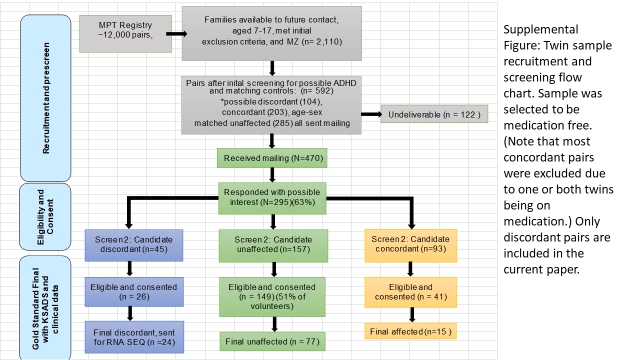 MPT Registry
~12,000 pairs,
Families available to future contact,
aged 7-17, met initial
exclusion criteria, and MZ (n= 2,110)
Recruitment and prescreen
Pairs after inital screening for possible ADHD
and matching controls: (n= 592)
*possible discordant (104),
concordant (203), age-sex
matched unaffected (285) all sent mailing
Undeliverable (n = 122 )
Received mailing (N=470)
Eligibility and
Consent
Responded with possible
interest (N=295)(63%)
Screen 2: Candidate
discordant (n=45)
Screen 2: Candidate
unaffected (n=157)
Screen 2: Candidate
concordant (n=93)
Gold Standard Final
with KSADS and
clinical data
Eligible and consented
(n = 26)
Eligible and consented
(n = 149) (51% of
volunteers)
Eligible and
consented (n = 41)
Final discordant, sent
for RNA SEQ (n =24)
Final unaffected (n = 77)
Final affected (n=15 )
Supplemental
Figure: Twin sample
recruitment and
screening flow
chart. Sample was
selected to be
medication free.
(Note that most
concordant pairs
were excluded due
to one or both twins
being on
medication.) Only
discordant pairs are
included in the
current paper.